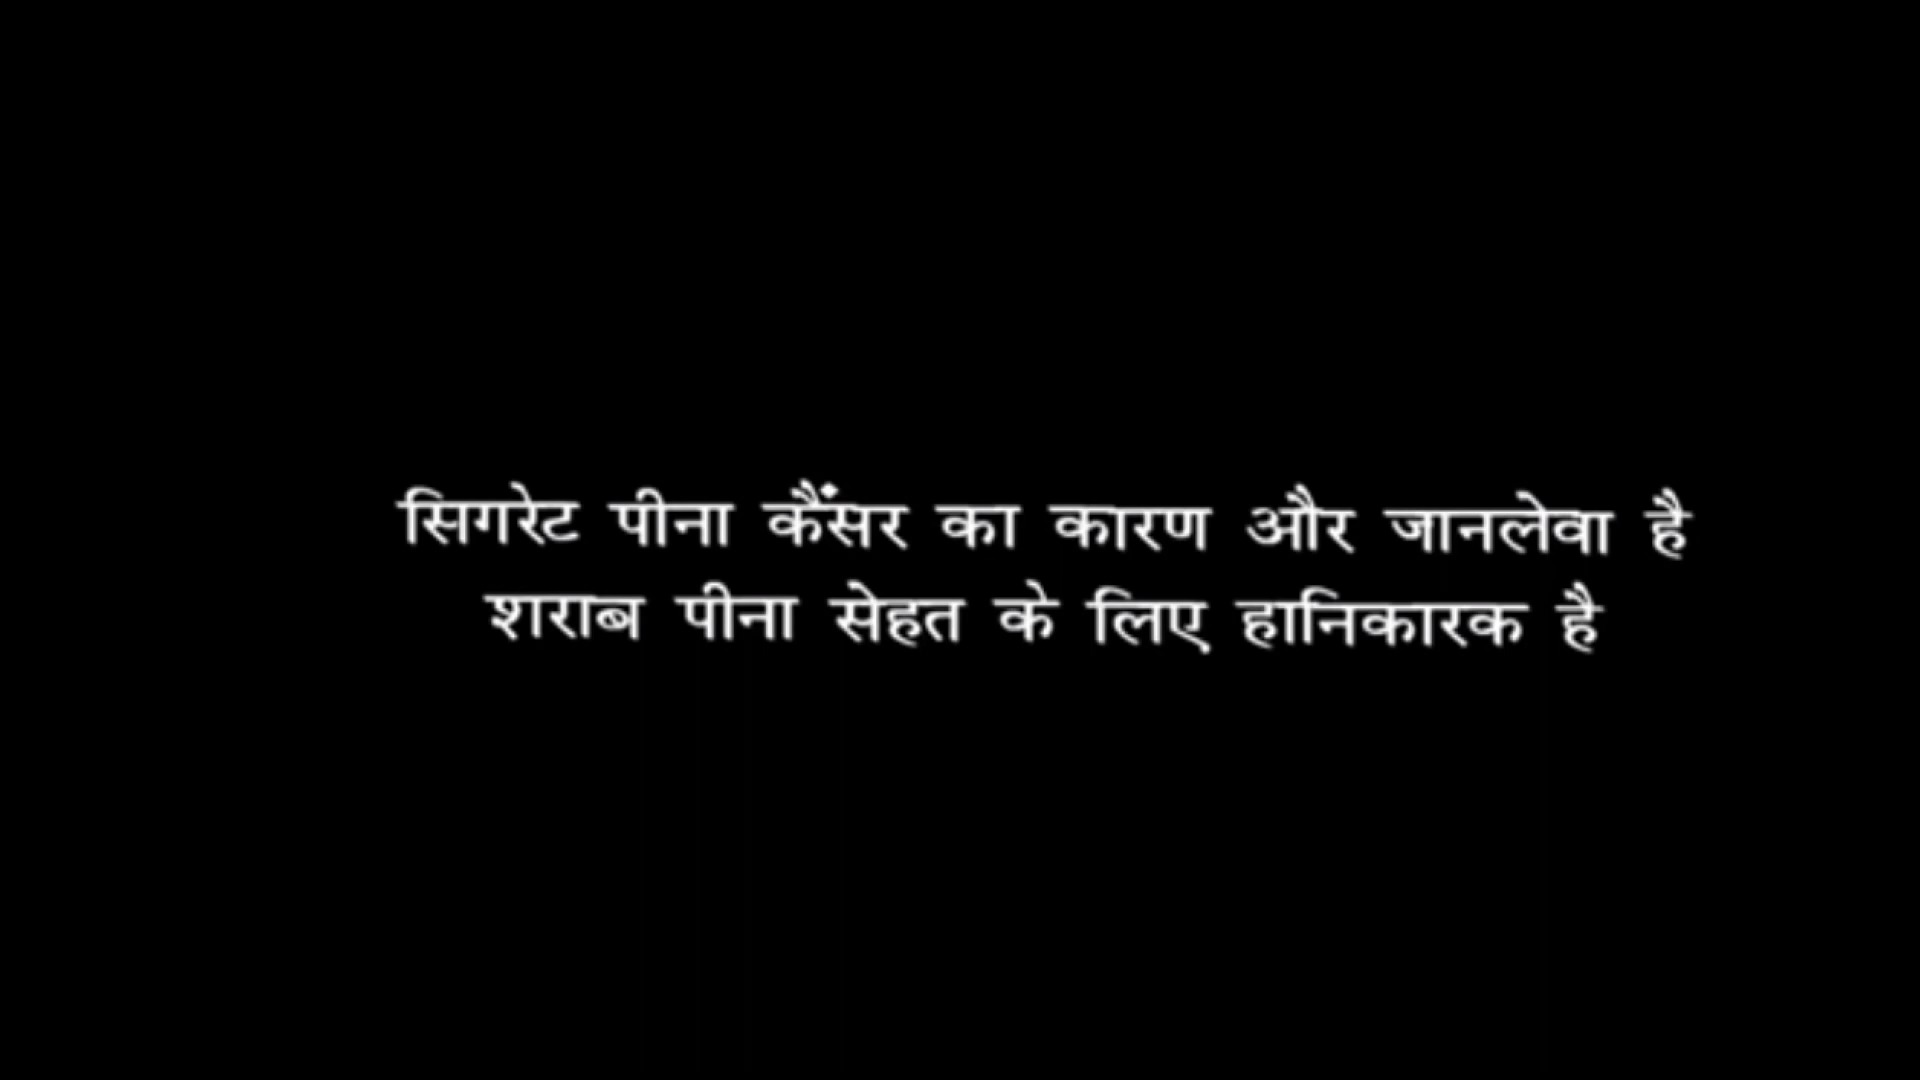 सिगरेट पीना कैंसर का कारण और जानलेवा है
शराब पीना सेहत के लिए हानिकारक है